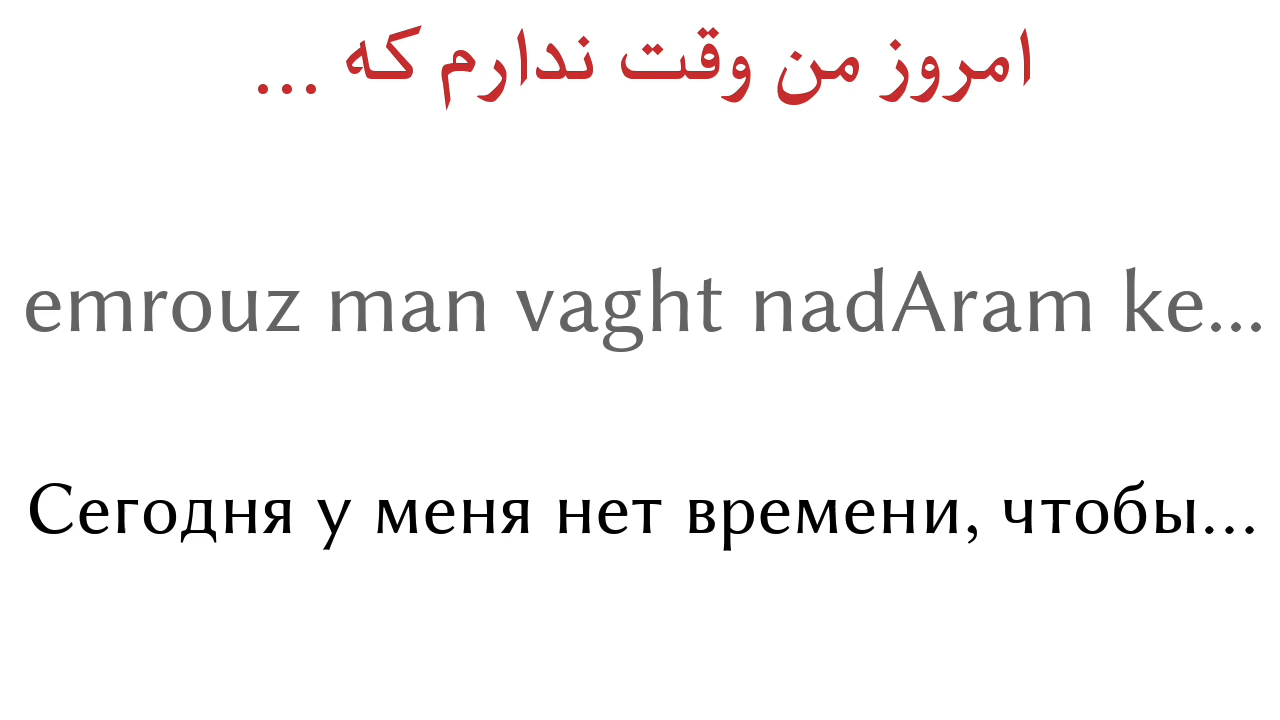 امروز من وقت ندارم که ...
emrouz man vaght nadAram ke...
Сегодня у меня нет времени, чтобы...